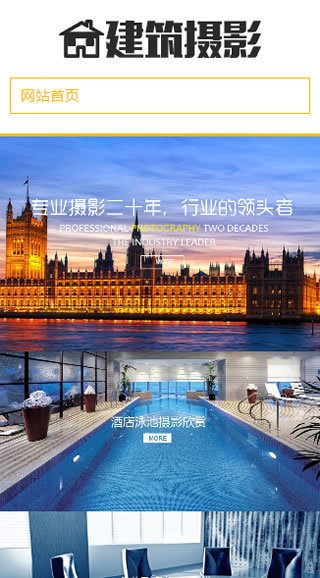 建筑摄影
网站首页
专业摄影二十年，行业的领头者
PROFESSIONAL PHOTOGRAPHY TWO DECADES
THE INDUSTRY LEADER
MORE
酒店泳池摄影欣赏
MORE